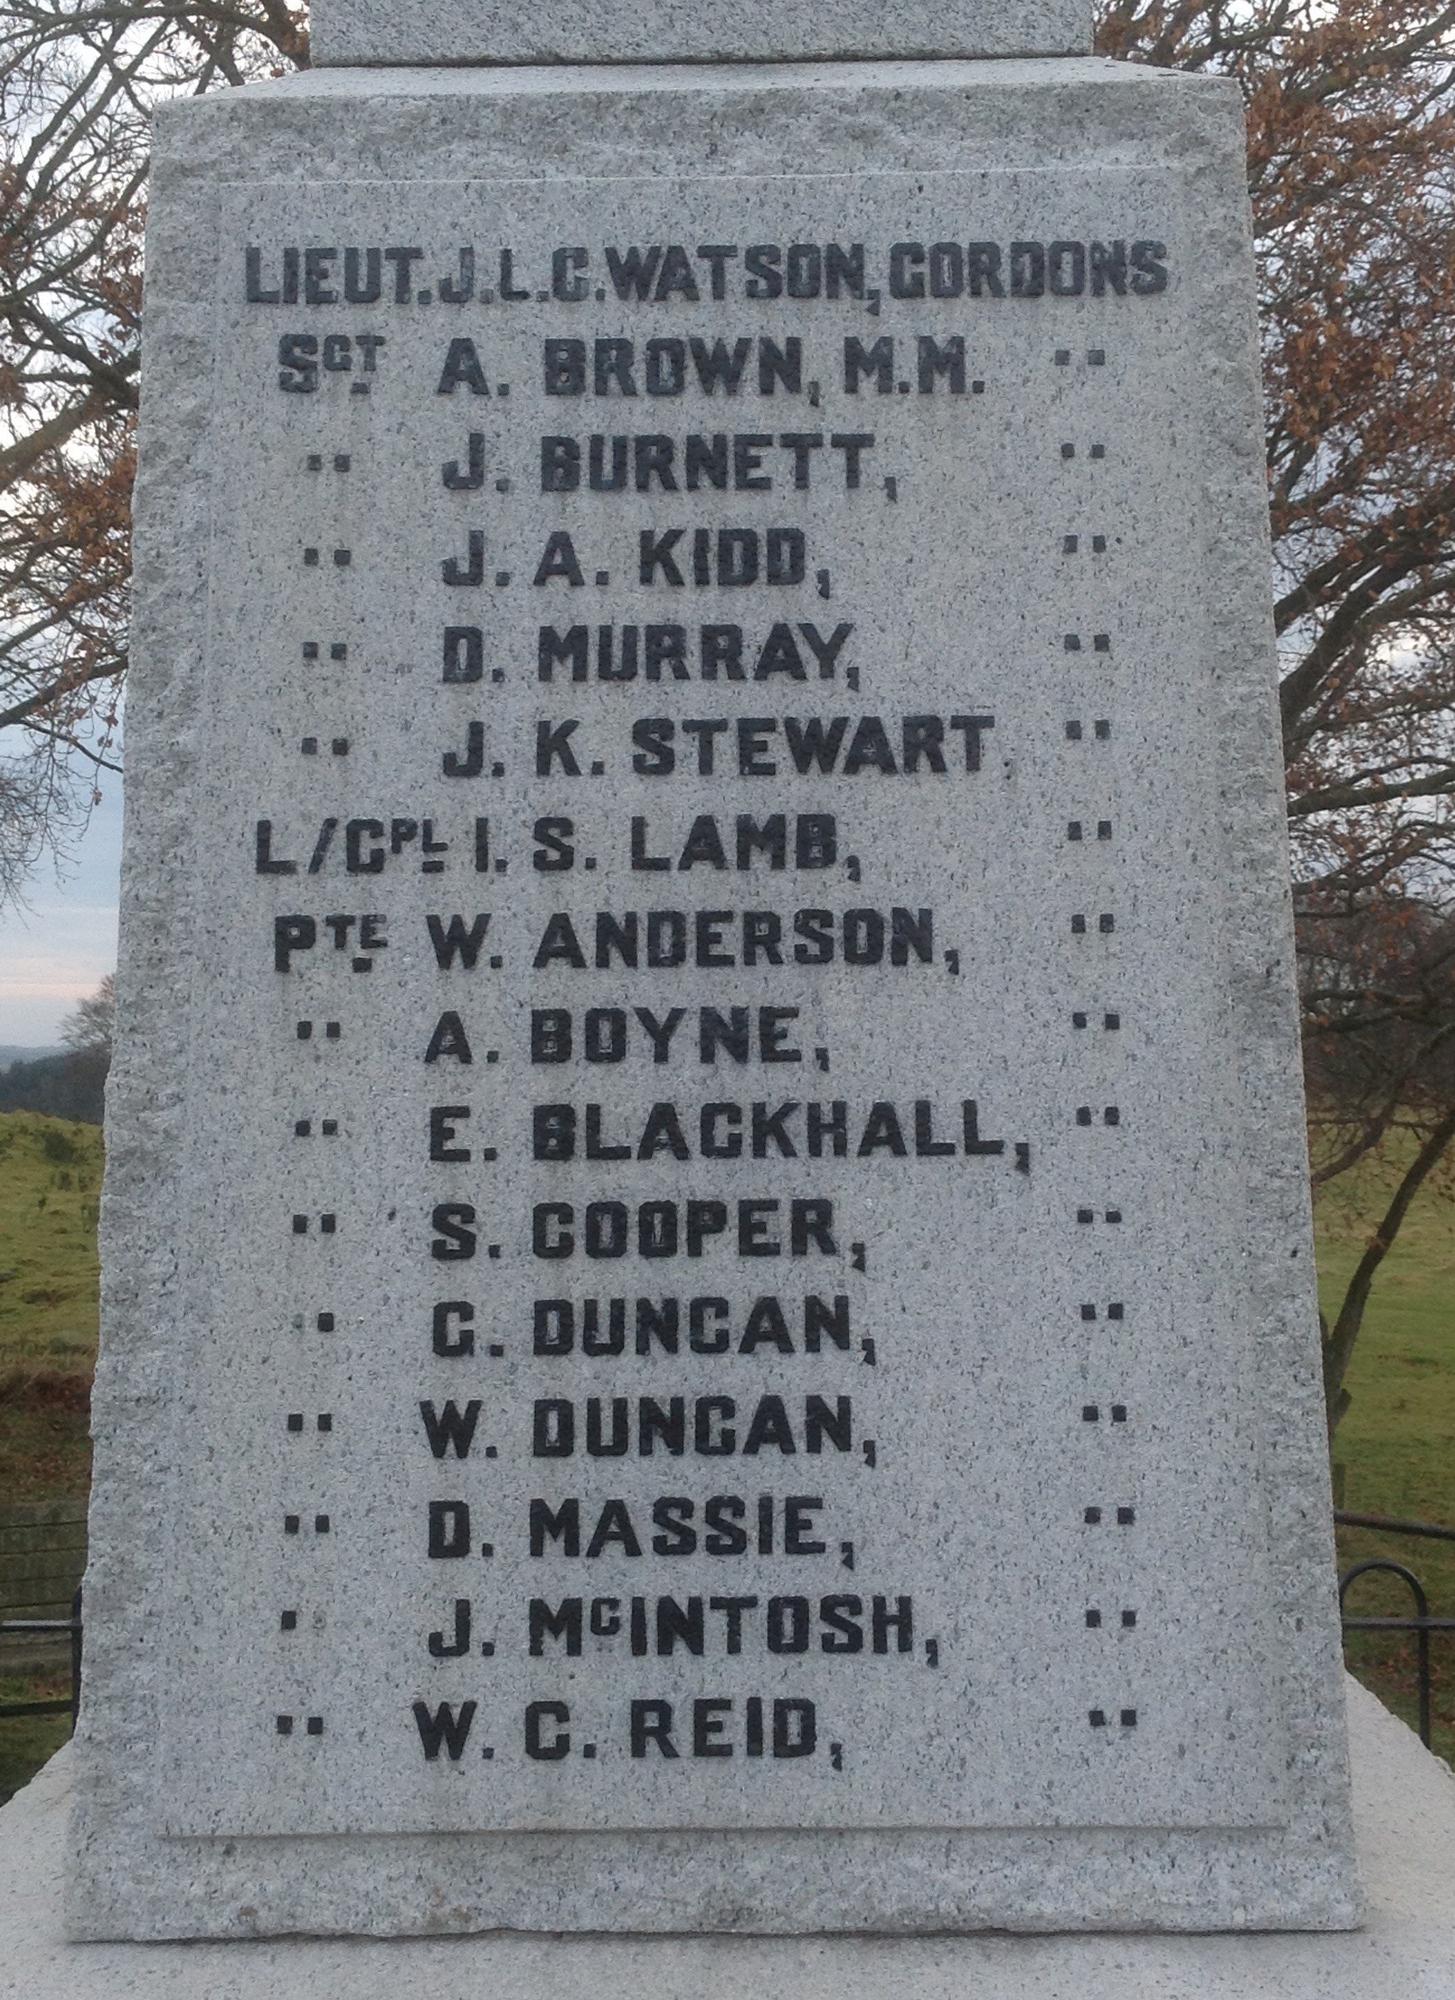 LIEUT. J. L. C. WATSON, GORDONS
SGT A. BROWN, M.M. "
" J. BURNETT, "
" J. A. KIDD, "
" D. MURRAY, "
" J. K. STEWART "
L/CPL I. S. LAMB, "
PTE W. ANDERSON, "
" A. BOYNE, "
" E. BLACKHALL, "
" S. COOPER, "
" G. DUNCAN, "
" W. DUNCAN, "
" D. MASSIE, "
" J. McINTOSH, "
" W. C. REID, "